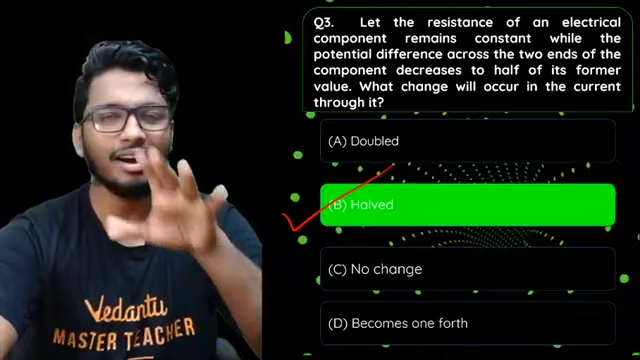 Q3. Let the resistance of an electrical
component remains constant while the
potential difference across the two ends of the
component decreases to half of its former
value. What change will occur in the current
through it?
(A) Doubled
(B) Halved
(C) No change
(D) Becomes one forth
Vedantu
MASTER TEACHER